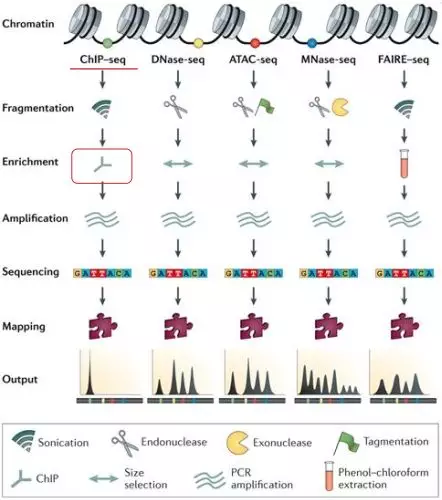 Chromatin
ChIP–seq DNase-seq ATAC-seq MNase-seq FAIRE–seq
Fragmentation
Enrichment
Amplification
Sequencing GATTACA GATTACA GATTACA GATTACA GATTACA
Mapping
Output
Sonication Endonuclease Exonuclease Tagmentation
ChIP Size selection PCR amplification Phenol–chloroform extraction